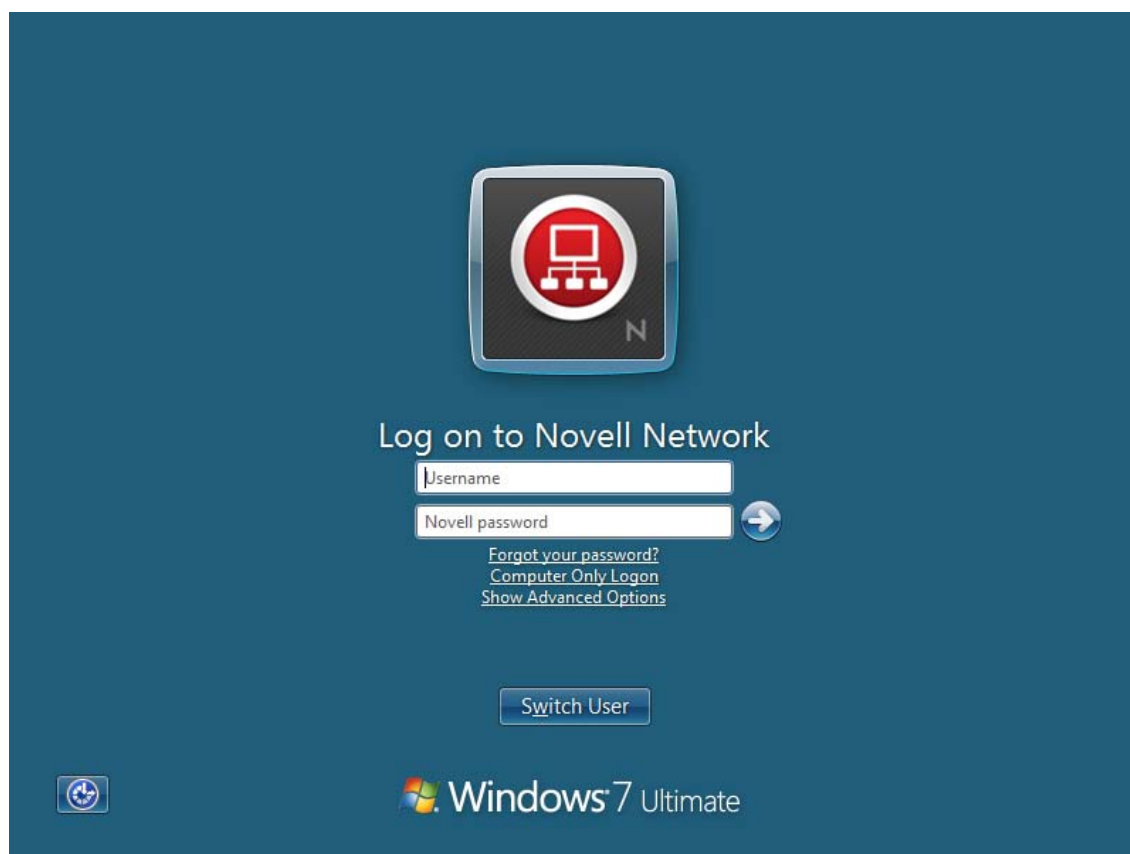 N
Log on to Novell Network
Username
Novell password
Forgot your password?
Computer Only Logon
Show Advanced Options
Switch User
Windows 7 Ultimate